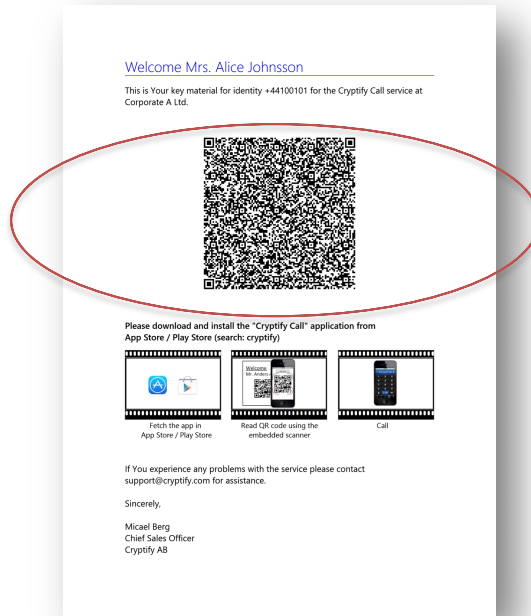 Welcome Mrs. Alice Johnsson
This is Your key material for identity +44100101 for the Cryptify Call service at
Corporate A Ltd.
Please download and install the "Cryptify Call" application from
App Store / Play Store (search: cryptify)
Welcome
Mr. Anders
Fetch the app in
App Store / Play Store
Read QR code using the
embedded scanner
Call
If You experience any problems with the service please contact
support@cryptify.com for assistance.
Sincerely,
Micael Berg
Chief Sales Officer
Cryptify AB